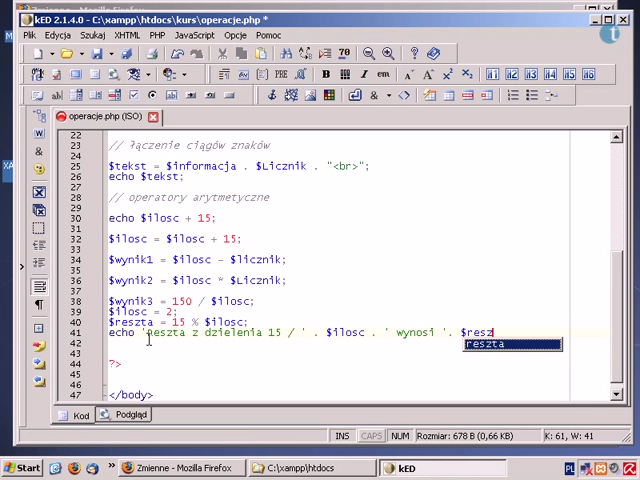 kED 2.1.4.0 - C:\xampp\htdocs\kurs\operacje.php *
Plik Edycja Szukaj XHTML PHP JavaScript Opcje Pomoc
operacje.php (ISO)
22
23 // łączenie ciągów znaków
24
25 $tekst = $informacja . $Licznik . "<br>";
26 echo $tekst;
27
28 // operatory arytmetyczne
29
30 echo $ilosc + 15;
31
32 $ilosc = $ilosc + 15;
33
34 $wynik1 = $ilosc - $licznik;
35
36 $wynik2 = $ilosc * $Licznik;
37
38 $wynik3 = 150 / $ilosc;
39 $ilosc = 2;
40 $reszta = 15 % $ilosc;
41 echo 'Reszta z dzielenia 15 / ' . $ilosc . ' wynosi '. $resz
42 reszta
43
44 ?>
45
46
47 </body>
Kod Podgląd
INS CAPS NUM Rozmiar: 678 B (0,66 KB) K: 61, W: 41
Start Zmienne - Mozilla Firefox C:\xampp\htdocs kED PL